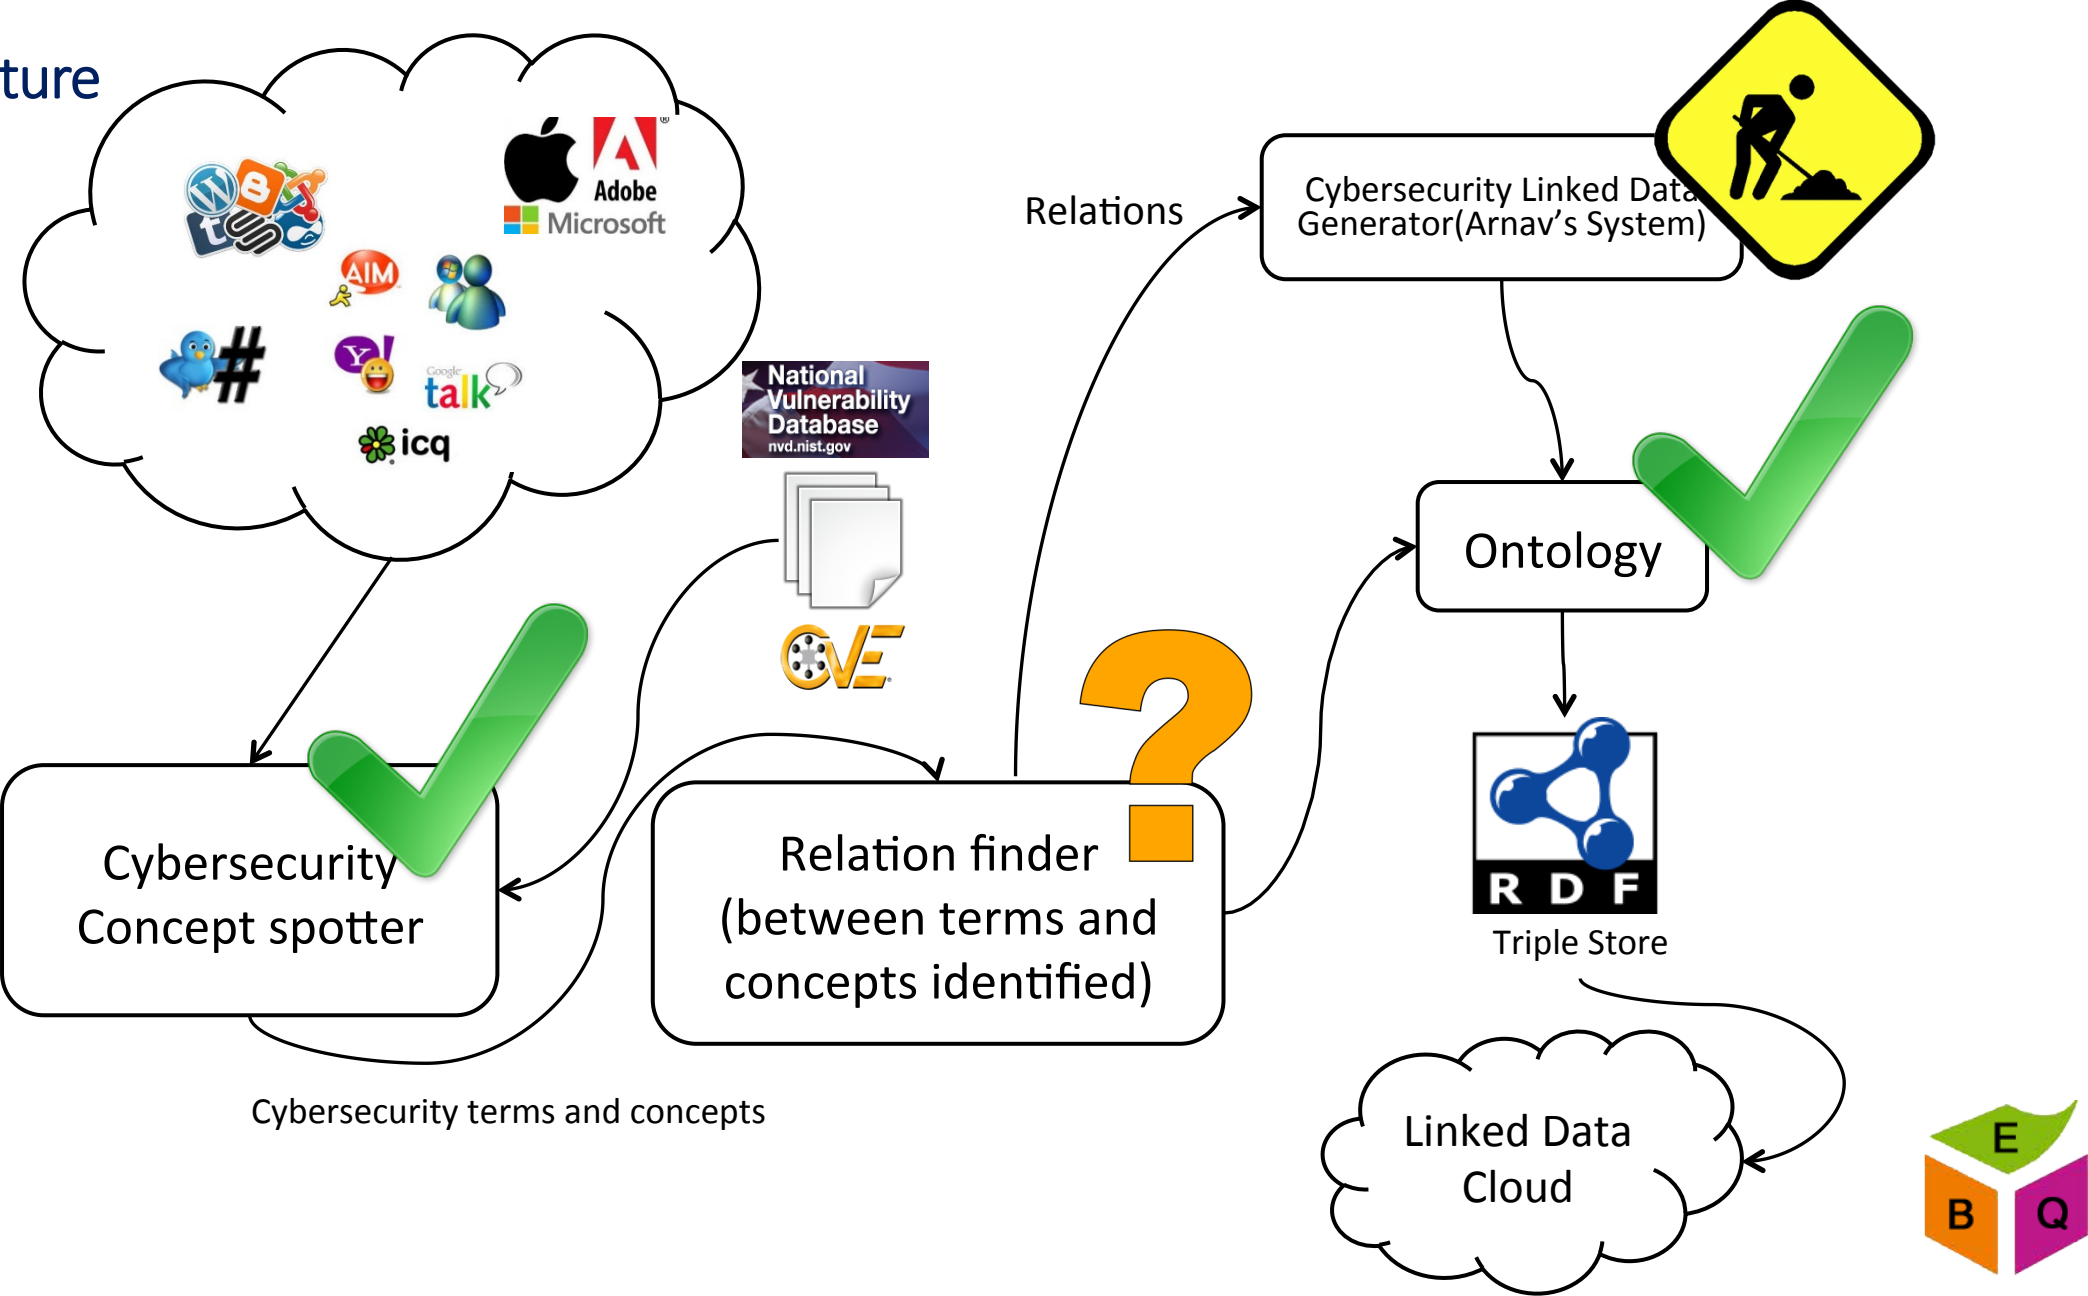 ture
Adobe
Microsoft
AIM
Y!
Google
talk
icq
#
National
Vulnerability
Database
nvd.nist.gov
CVE
Relations
Cybersecurity Linked Data
Generator(Arnav’s System)
Ontology
?
Cybersecurity
Concept spotter
Relation finder
(between terms and
concepts identified)
RDF
Triple Store
Cybersecurity terms and concepts
Linked Data
Cloud
E
B Q